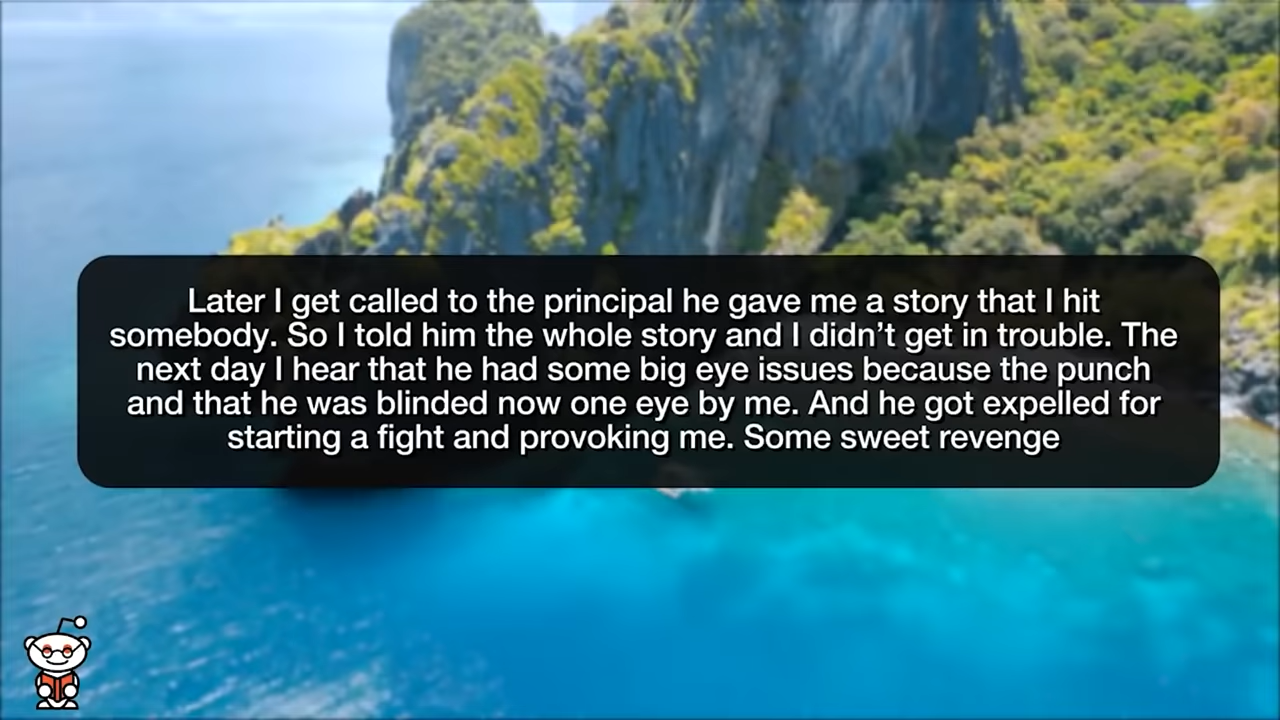 Later I get called to the principal he gave me a story that I hit
somebody. So I told him the whole story and I didn’t get in trouble. The
next day I hear that he had some big eye issues because the punch
and that he was blinded now one eye by me. And he got expelled for
starting a fight and provoking me. Some sweet revenge